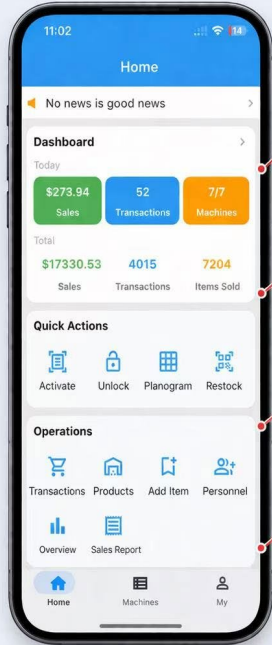 11:02
14
Home
No news is good news
Dashboard
Today
$273.94 52 7/7
Sales Transactions Machines
Total
$17330.53 4015 7204
Sales Transactions Items Sold
Quick Actions
Activate Unlock Planogram Restock
Operations
Transactions Products Add Item Personnel
Overview Sales Report
Home Machines My